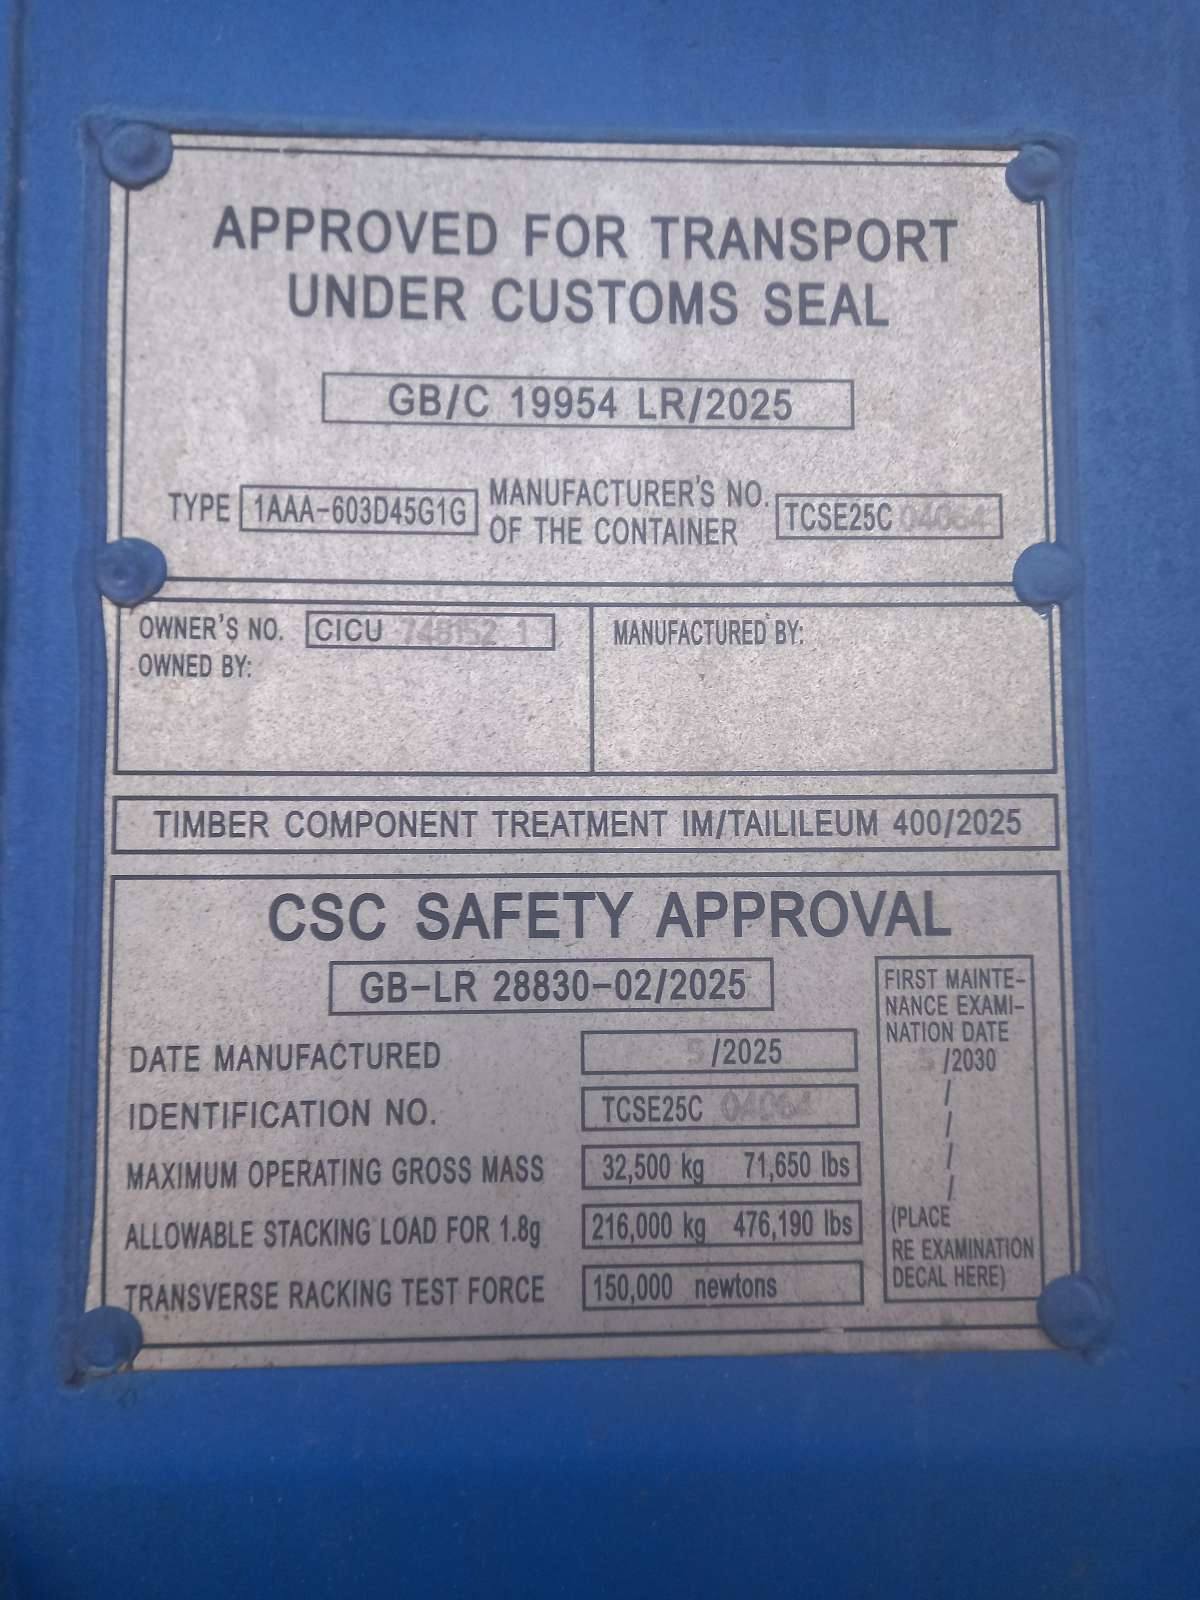 APPROVED FOR TRANSPORT
UNDER CUSTOMS SEAL
GB/C 19954 LR/2025
TYPE 1AAA-603D45G1G MANUFACTURER'S NO. OF THE CONTAINER TCSE25C 04064
OWNER'S NO. CICU 748152 1
OWNED BY:
MANUFACTURED BY:
TIMBER COMPONENT TREATMENT IM/TAILILEUM 400/2025
CSC SAFETY APPROVAL
GB-LR 28830-02/2025
DATE MANUFACTURED 5/2025
IDENTIFICATION NO. TCSE25C 04064
MAXIMUM OPERATING GROSS MASS 32,500 kg 71,650 lbs
ALLOWABLE STACKING LOAD FOR 1.8g 216,000 kg 476,190 lbs
TRANSVERSE RACKING TEST FORCE 150,000 newtons
FIRST MAINTE-
NANCE EXAMI-
NATION DATE
5/2030
/
/
/
/
(PLACE
RE EXAMINATION
DECAL HERE)